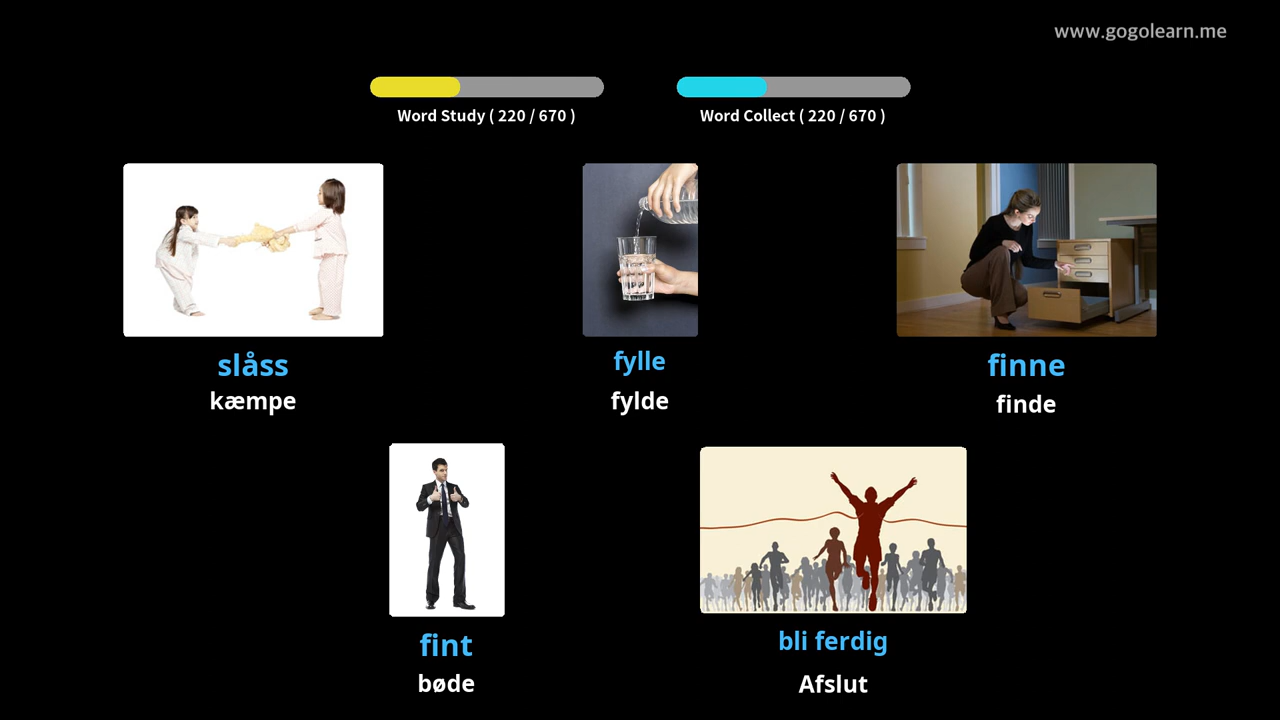 www.gogolearn.me
Word Study ( 220 / 670 )
Word Collect ( 220 / 670 )
slåss
kæmpe
fylle
fylde
finne
finde
fint
bøde
bli ferdig
Afslut